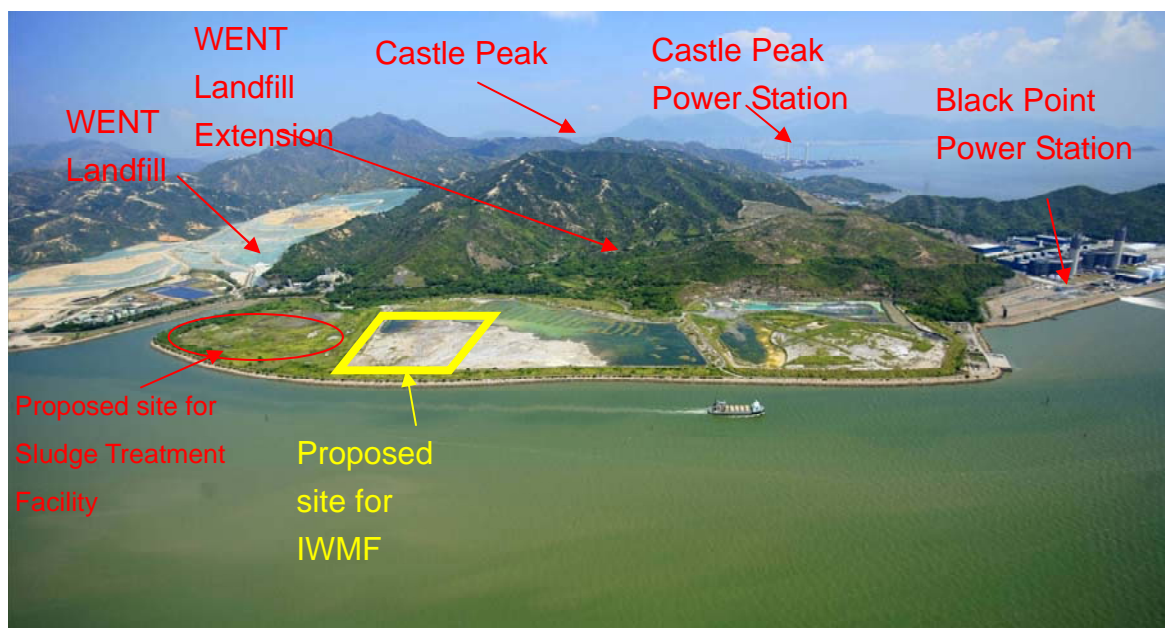 WENT
Landfill
Extension
Castle Peak
Castle Peak
Power Station
Black Point
Power Station
WENT
Landfill
Proposed site for
Sludge Treatment
Facility
Proposed
site for
IWMF